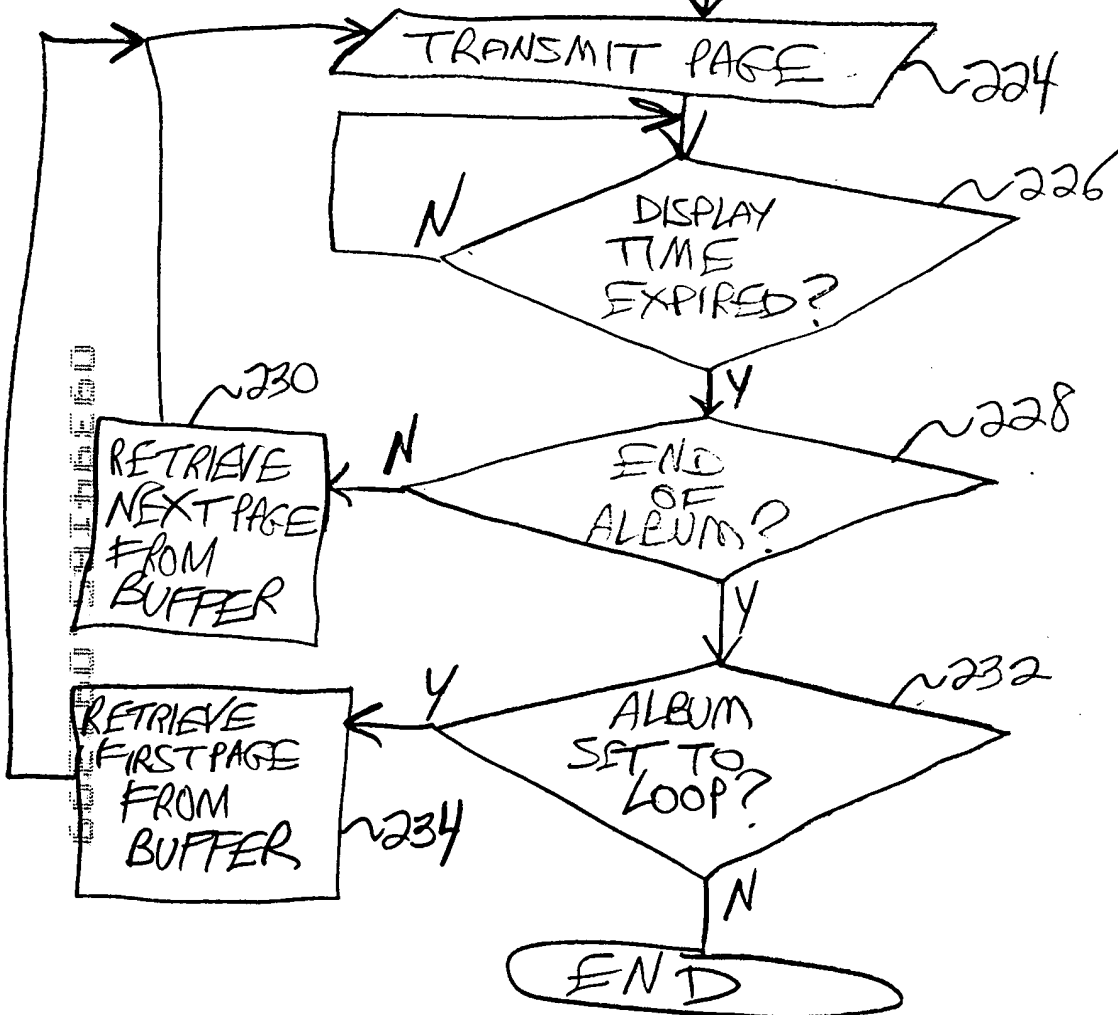 TRANSMIT PAGE
224
N
DISPLAY
TIME
EXPIRED?
226
Y
230
N
END
OF
ALBUM?
228
RETRIEVE
NEXT PAGE
FROM
BUFFER
Y
Y
ALBUM
SET TO
LOOP?
232
RETRIEVE
FIRST PAGE
FROM
BUFFER
234
N
END